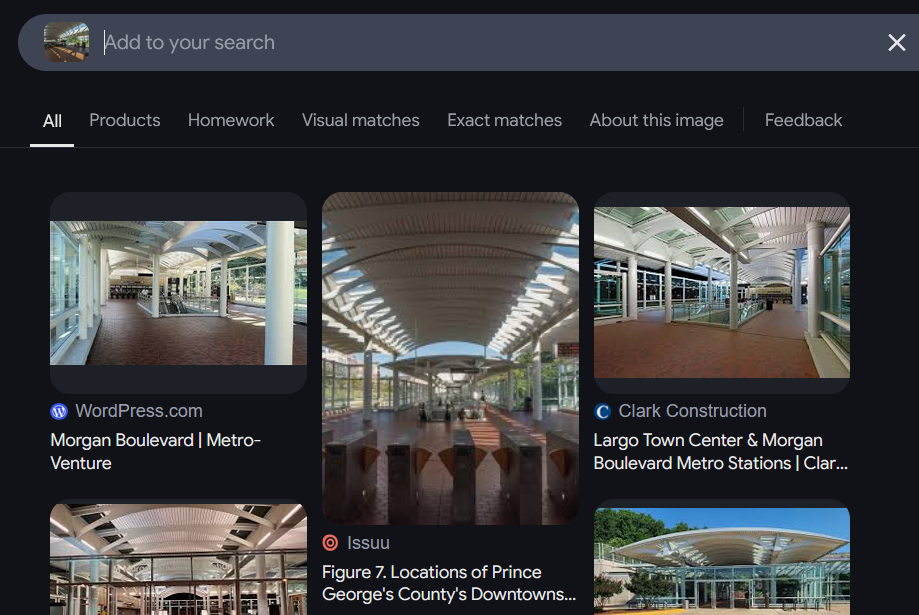 Add to your search
All Products Homework Visual matches Exact matches About this image Feedback
WordPress.com
Morgan Boulevard | Metro-
Venture
Issuu
Figure 7. Locations of Prince
George's County's Downtowns...
Clark Construction
Largo Town Center & Morgan
Boulevard Metro Stations | Clar...